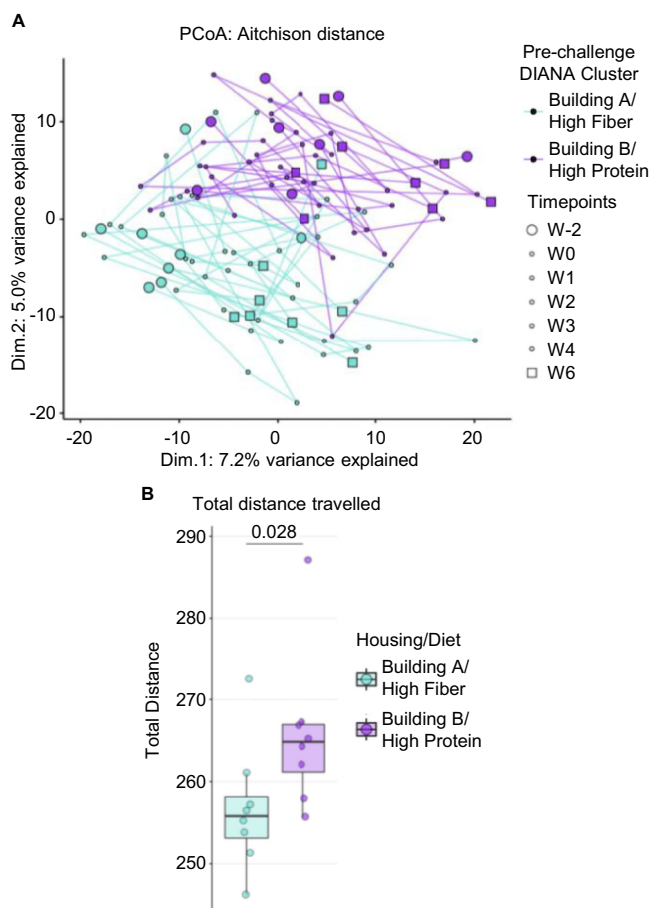 A
PCoA: Aitchison distance
Pre-challenge
DIANA Cluster
Building A/
High Fiber
Building B/
High Protein
Timepoints
W-2
W0
W1
W2
W3
W4
W6
10
0
-10
-20
Dim.2: 5.0% variance explained
-20
-10
0
10
20
Dim.1: 7.2% variance explained
B
Total distance travelled
0.028
290
280
270
260
250
Total Distance
Housing/Diet
Building A/
High Fiber
Building B/
High Protein